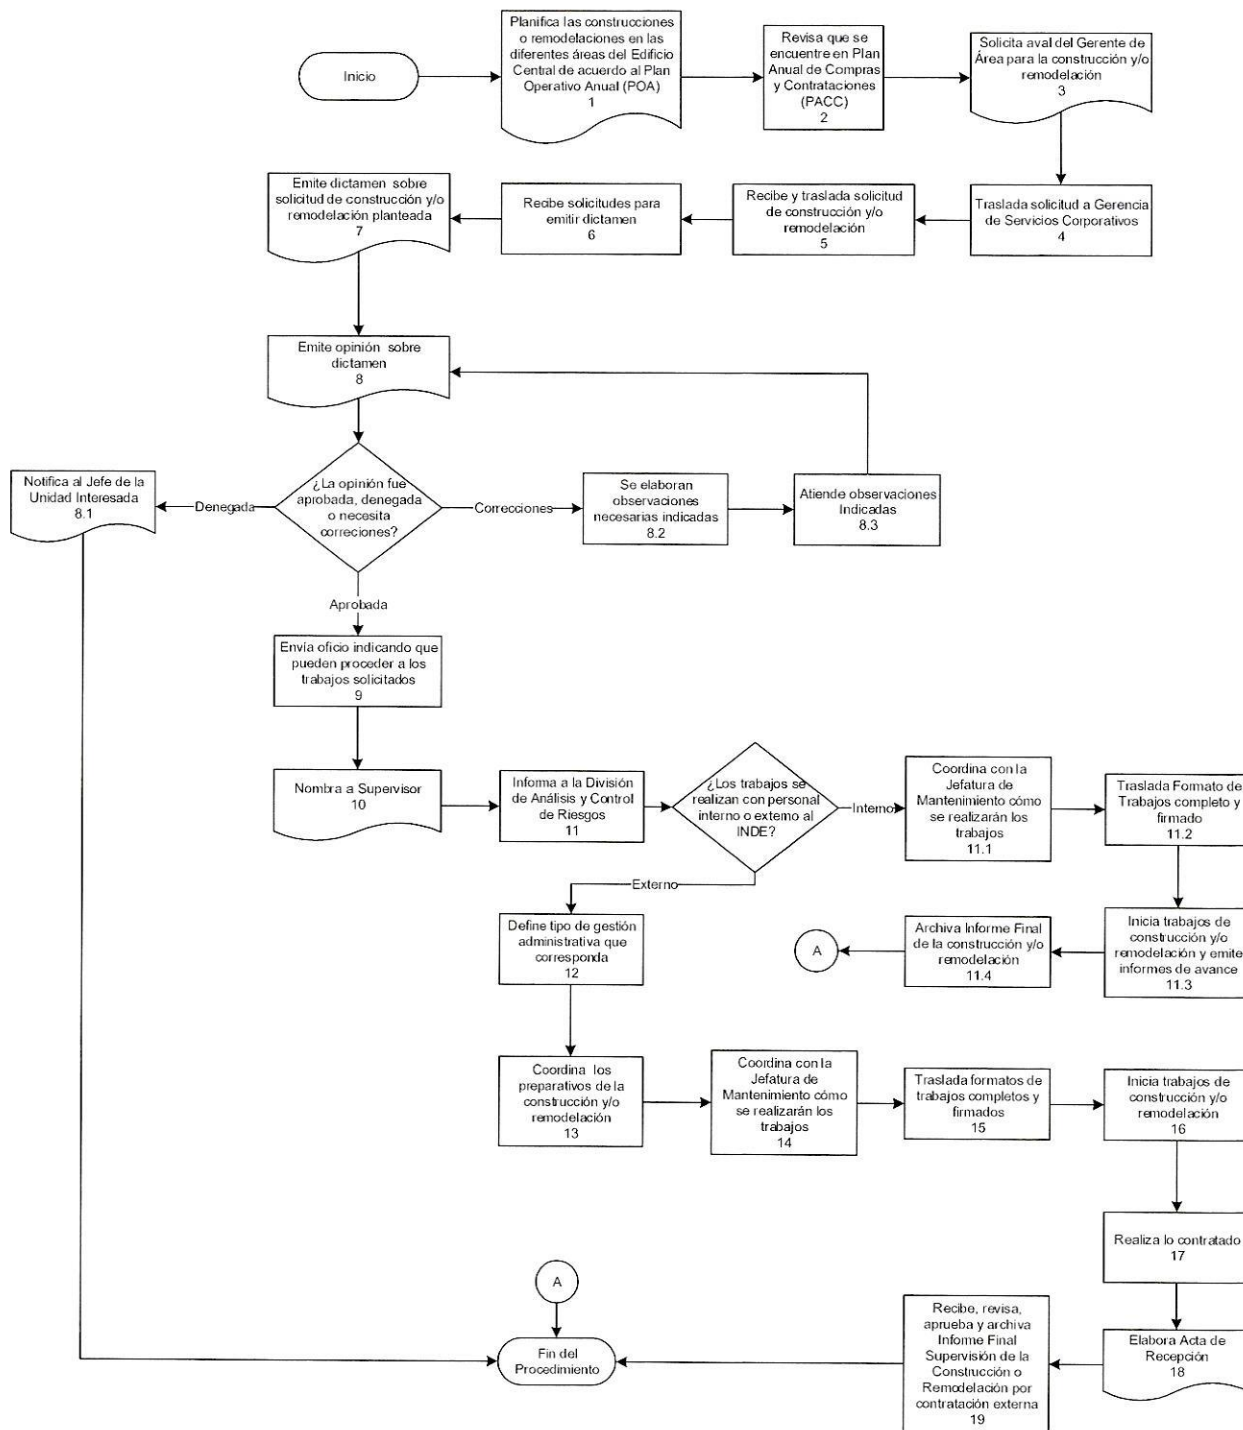 Inicio
Planifica las construcciones
o remodelaciones en las
diferentes áreas del Edificio
Central de acuerdo al Plan
Operativo Anual (POA)
1
Revisa que se
encuentre en Plan
Anual de Compras
y Contrataciones
(PACC)
2
Solicita aval del Gerente de
Área para la construcción y/o
remodelación
3
Traslada solicitud a Gerencia
de Servicios Corporativos
4
Recibe y traslada solicitud
de construcción y/o
remodelación
5
Recibe solicitudes para
emitir dictamen
6
Emite dictamen sobre
solicitud de construcción y/o
remodelación planteada
7
Emite opinión sobre
dictamen
8
¿La opinión fue
aprobada, denegada
o necesita
correciones?
Denegada
Notifica al Jefe de la
Unidad Interesada
8.1
Correcciones
Se elaboran
observaciones
necesarias indicadas
8.2
Atiende observaciones
Indicadas
8.3
Aprobada
Envía oficio indicando que
pueden proceder a los
trabajos solicitados
9
Nombra a Supervisor
10
Informa a la División
de Análisis y Control
de Riesgos
11
¿Los trabajos se
realizan con personal
interno o externo al
INDE?
Interno
Coordina con la
Jefatura de
Mantenimiento cómo
se realizarán los
trabajos
11.1
Traslada Formato de
Trabajos completo y
firmado
11.2
Inicia trabajos de
construcción y/o
remodelación y emite
informes de avance
11.3
Archiva Informe Final
de la construcción y/o
remodelación
11.4
A
Externo
Define tipo de gestión
administrativa que
corresponda
12
Coordina los
preparativos de la
construcción y/o
remodelación
13
Coordina con la
Jefatura de
Mantenimiento cómo
se realizarán los
trabajos
14
Traslada formatos de
trabajos completos y
firmados
15
Inicia trabajos de
construcción y/o
remodelación
16
Realiza lo contratado
17
Elabora Acta de
Recepción
18
Recibe, revisa,
aprueba y archiva
Informe Final
Supervisión de la
Construcción o
Remodelación por
contratación externa
19
A
Fin del
Procedimiento